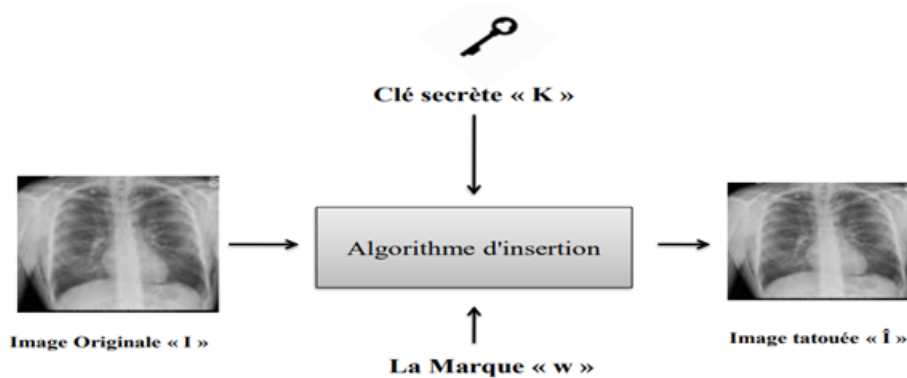 Clé secrète « K »
Algorithme d'insertion
Image Originale « I »
Image tatouée « Î »
La Marque « w »